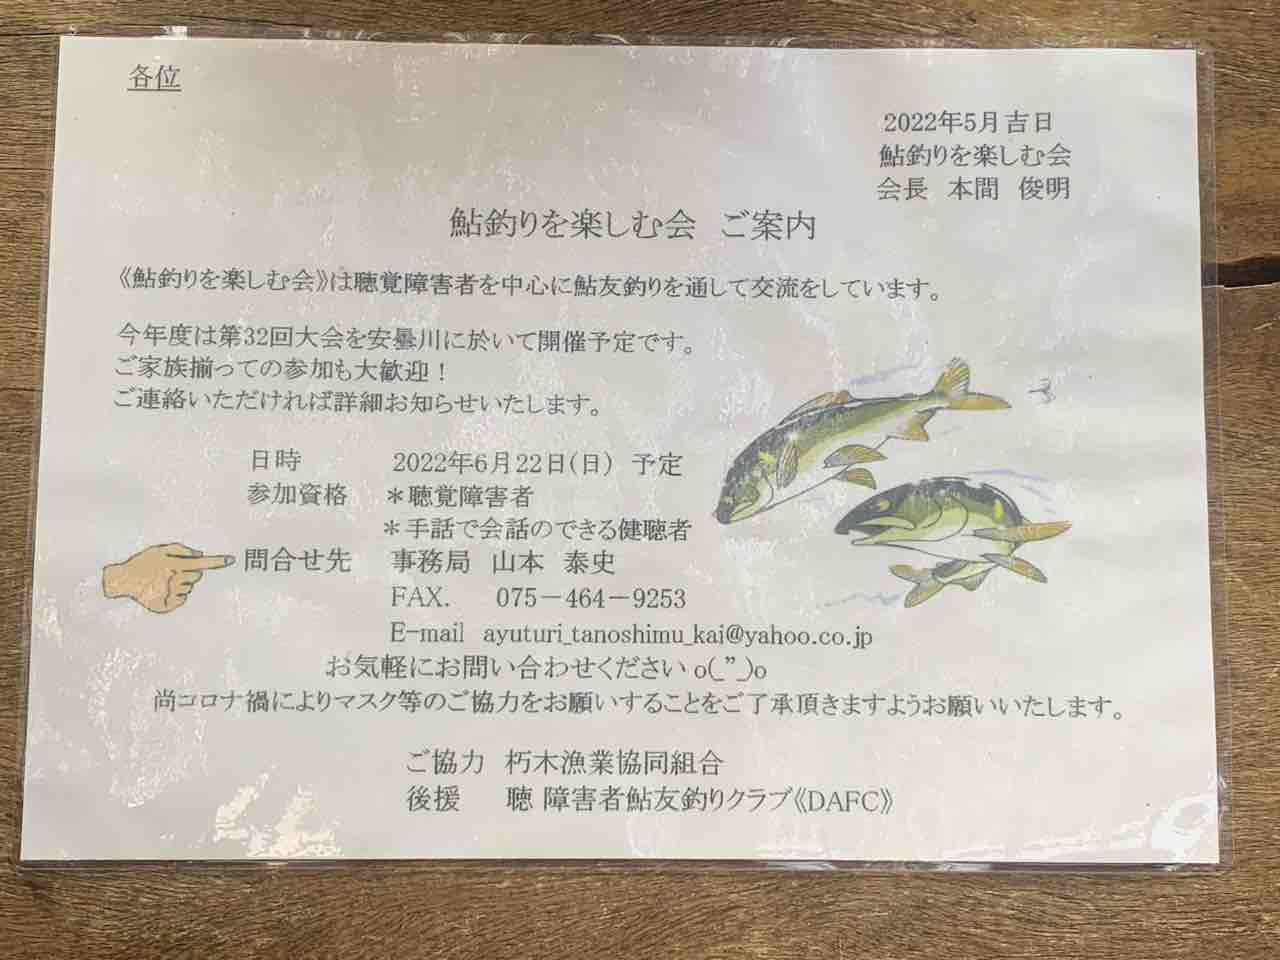 各位
2022年5月吉日
鮎釣りを楽しむ会
会長 本間 俊明
鮎釣りを楽しむ会 ご案内
《鮎釣りを楽しむ会》は聴覚障害者を中心に鮎友釣りを通して交流をしています。
今年度は第32回大会を安曇川に於いて開催予定です。
ご家族揃っての参加も大歓迎！
ご連絡いただければ詳細お知らせいたします。
日時 2022年6月22日(日) 予定
参加資格 ＊聴覚障害者
＊手話で会話のできる健聴者
問合せ先 事務局 山本 泰史
FAX. 075－464－9253
E-mail ayuturi_tanoshimu_kai@yahoo.co.jp
お気軽にお問い合わせください o(_"_)o
尚コロナ禍によりマスク等のご協力をお願いすることをご了承頂きますようお願いいたします。
ご協力 朽木漁業協同組合
後援 聴 障害者鮎友釣りクラブ《DAFC》